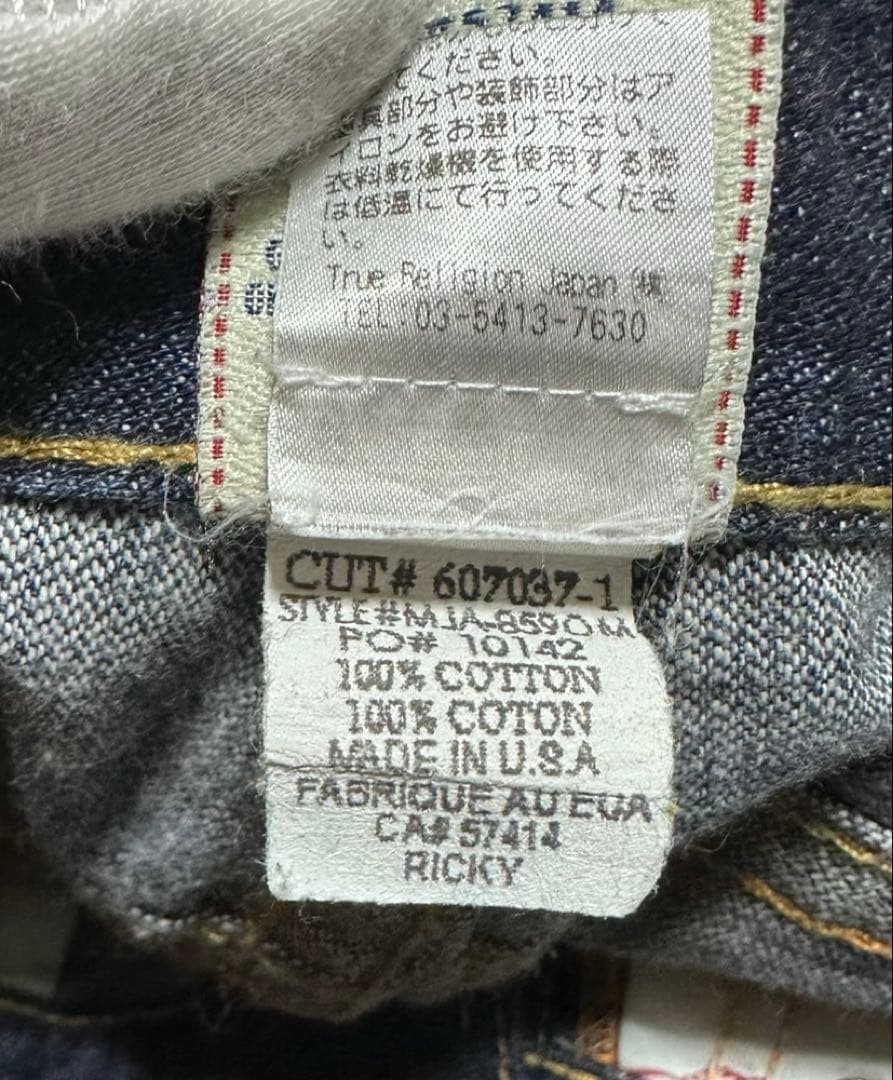 てください。
具部分や装飾部分はア
イロンをお避け下さい。
衣料乾燥機を使用する際
は低温にて行ってくださ
い。
True Religion Japan ㈱
TEL:03-5413-7630
CUT# 607037-1
STYLE#MJA-859OM
PO# 10142
100% COTTON
100% COTON
MADE IN U.S.A
FABRIQUE AU EUA
CA# 57414
RICKY